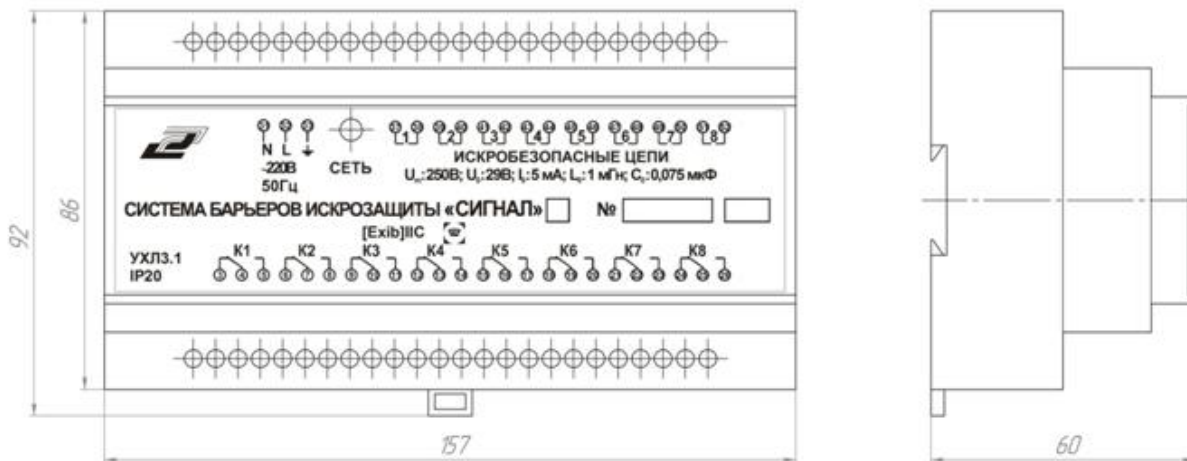 N L
~220В
50Гц
СЕТЬ
1 2 3 4 5 6 7 8
ИСКРОБЕЗОПАСНЫЕ ЦЕПИ
:250В; :29В; :5 мА; :1 мГн; :0,075 мкФ
СИСТЕМА БАРЬЕРОВ ИСКРОЗАЩИТЫ «СИГНАЛ» №
[Exib]IIC
УХЛ3.1
IP20
К1 К2 К3 К4 К5 К6 К7 К8
92
86
157
60